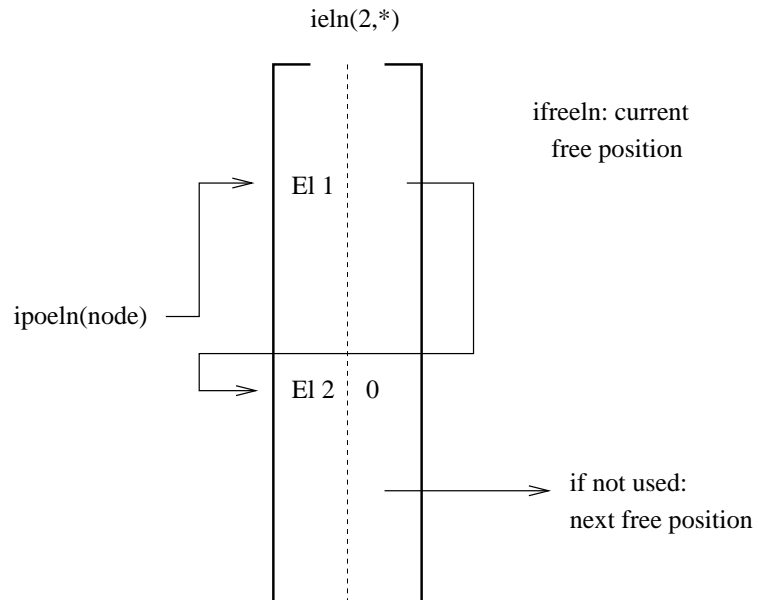 ieln(2,*)
ifreeln: current
free position
El 1
ipoeln(node)
El 2 0
if not used:
next free position